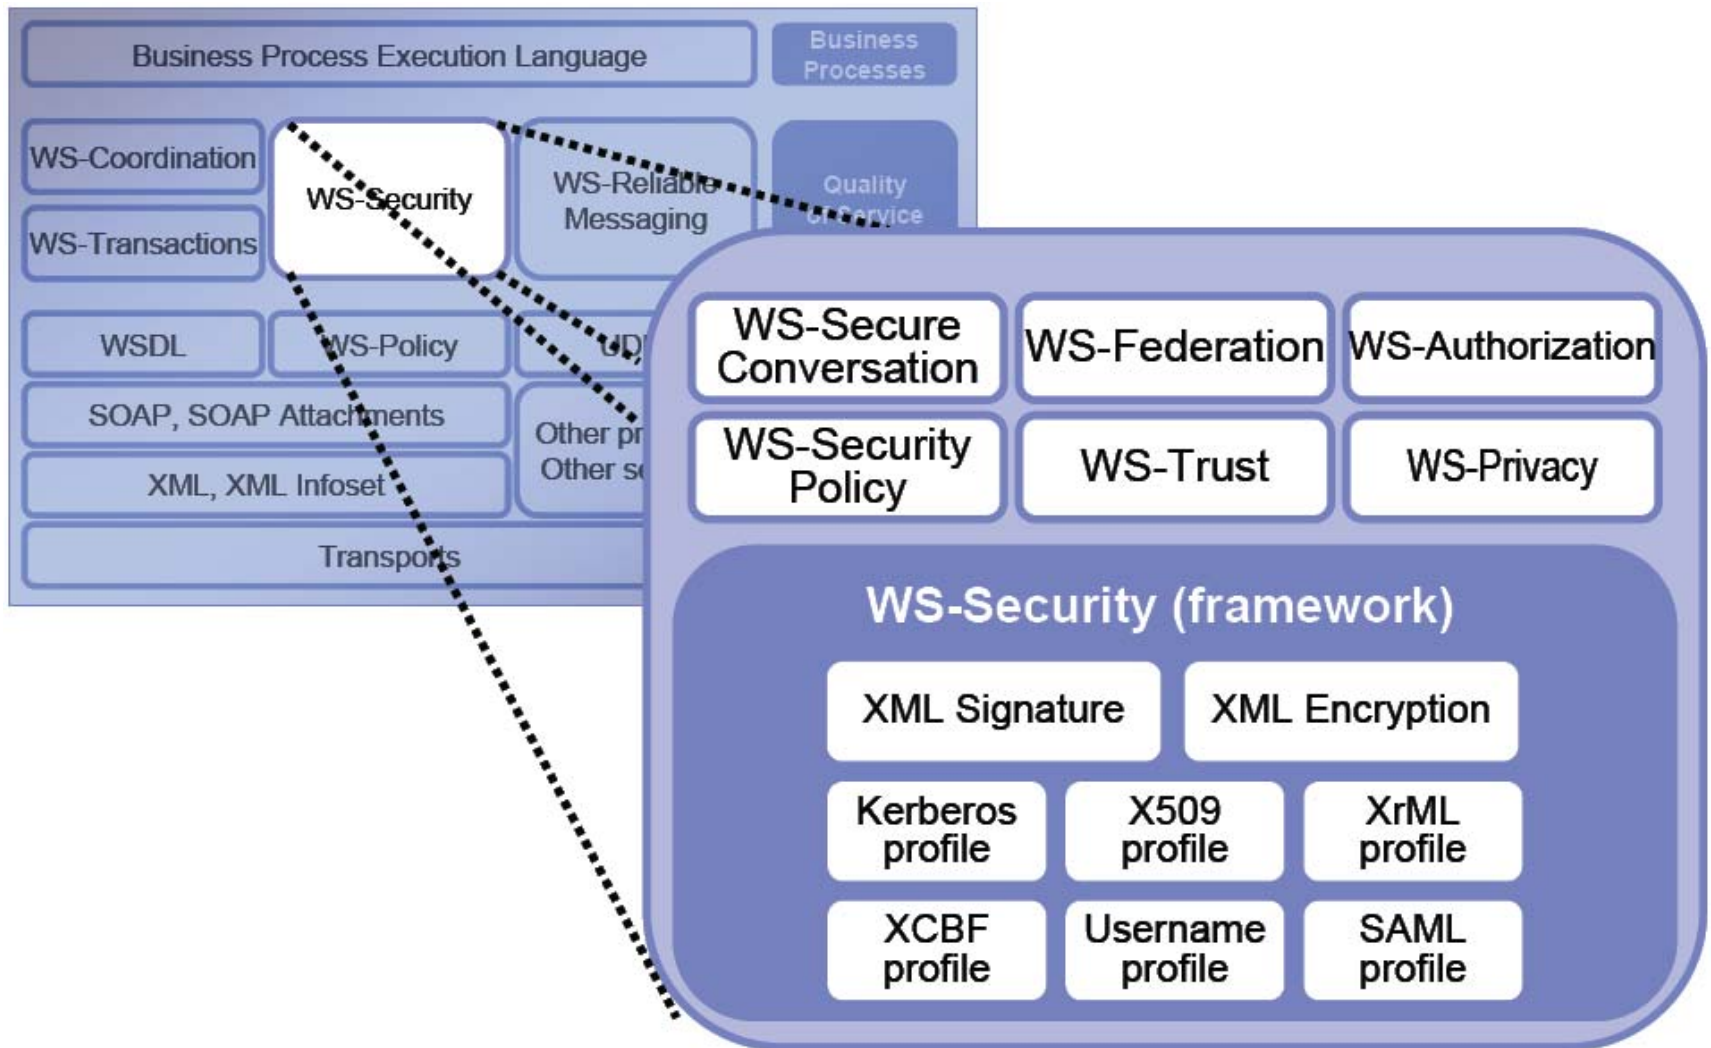 Business Process Execution Language
Business
Processes
WS-Coordination
WS-Transactions
WS-Security
WS-Reliable
Messaging
Quality
of Service
WSDL
WS-Policy
SOAP, SOAP Attachments
XML, XML Infoset
Other
Other
Transports
WS-Secure
Conversation
WS-Federation
WS-Authorization
WS-Security
Policy
WS-Trust
WS-Privacy
WS-Security (framework)
XML Signature
XML Encryption
Kerberos
profile
X509
profile
XrML
profile
XCBF
profile
Username
profile
SAML
profile